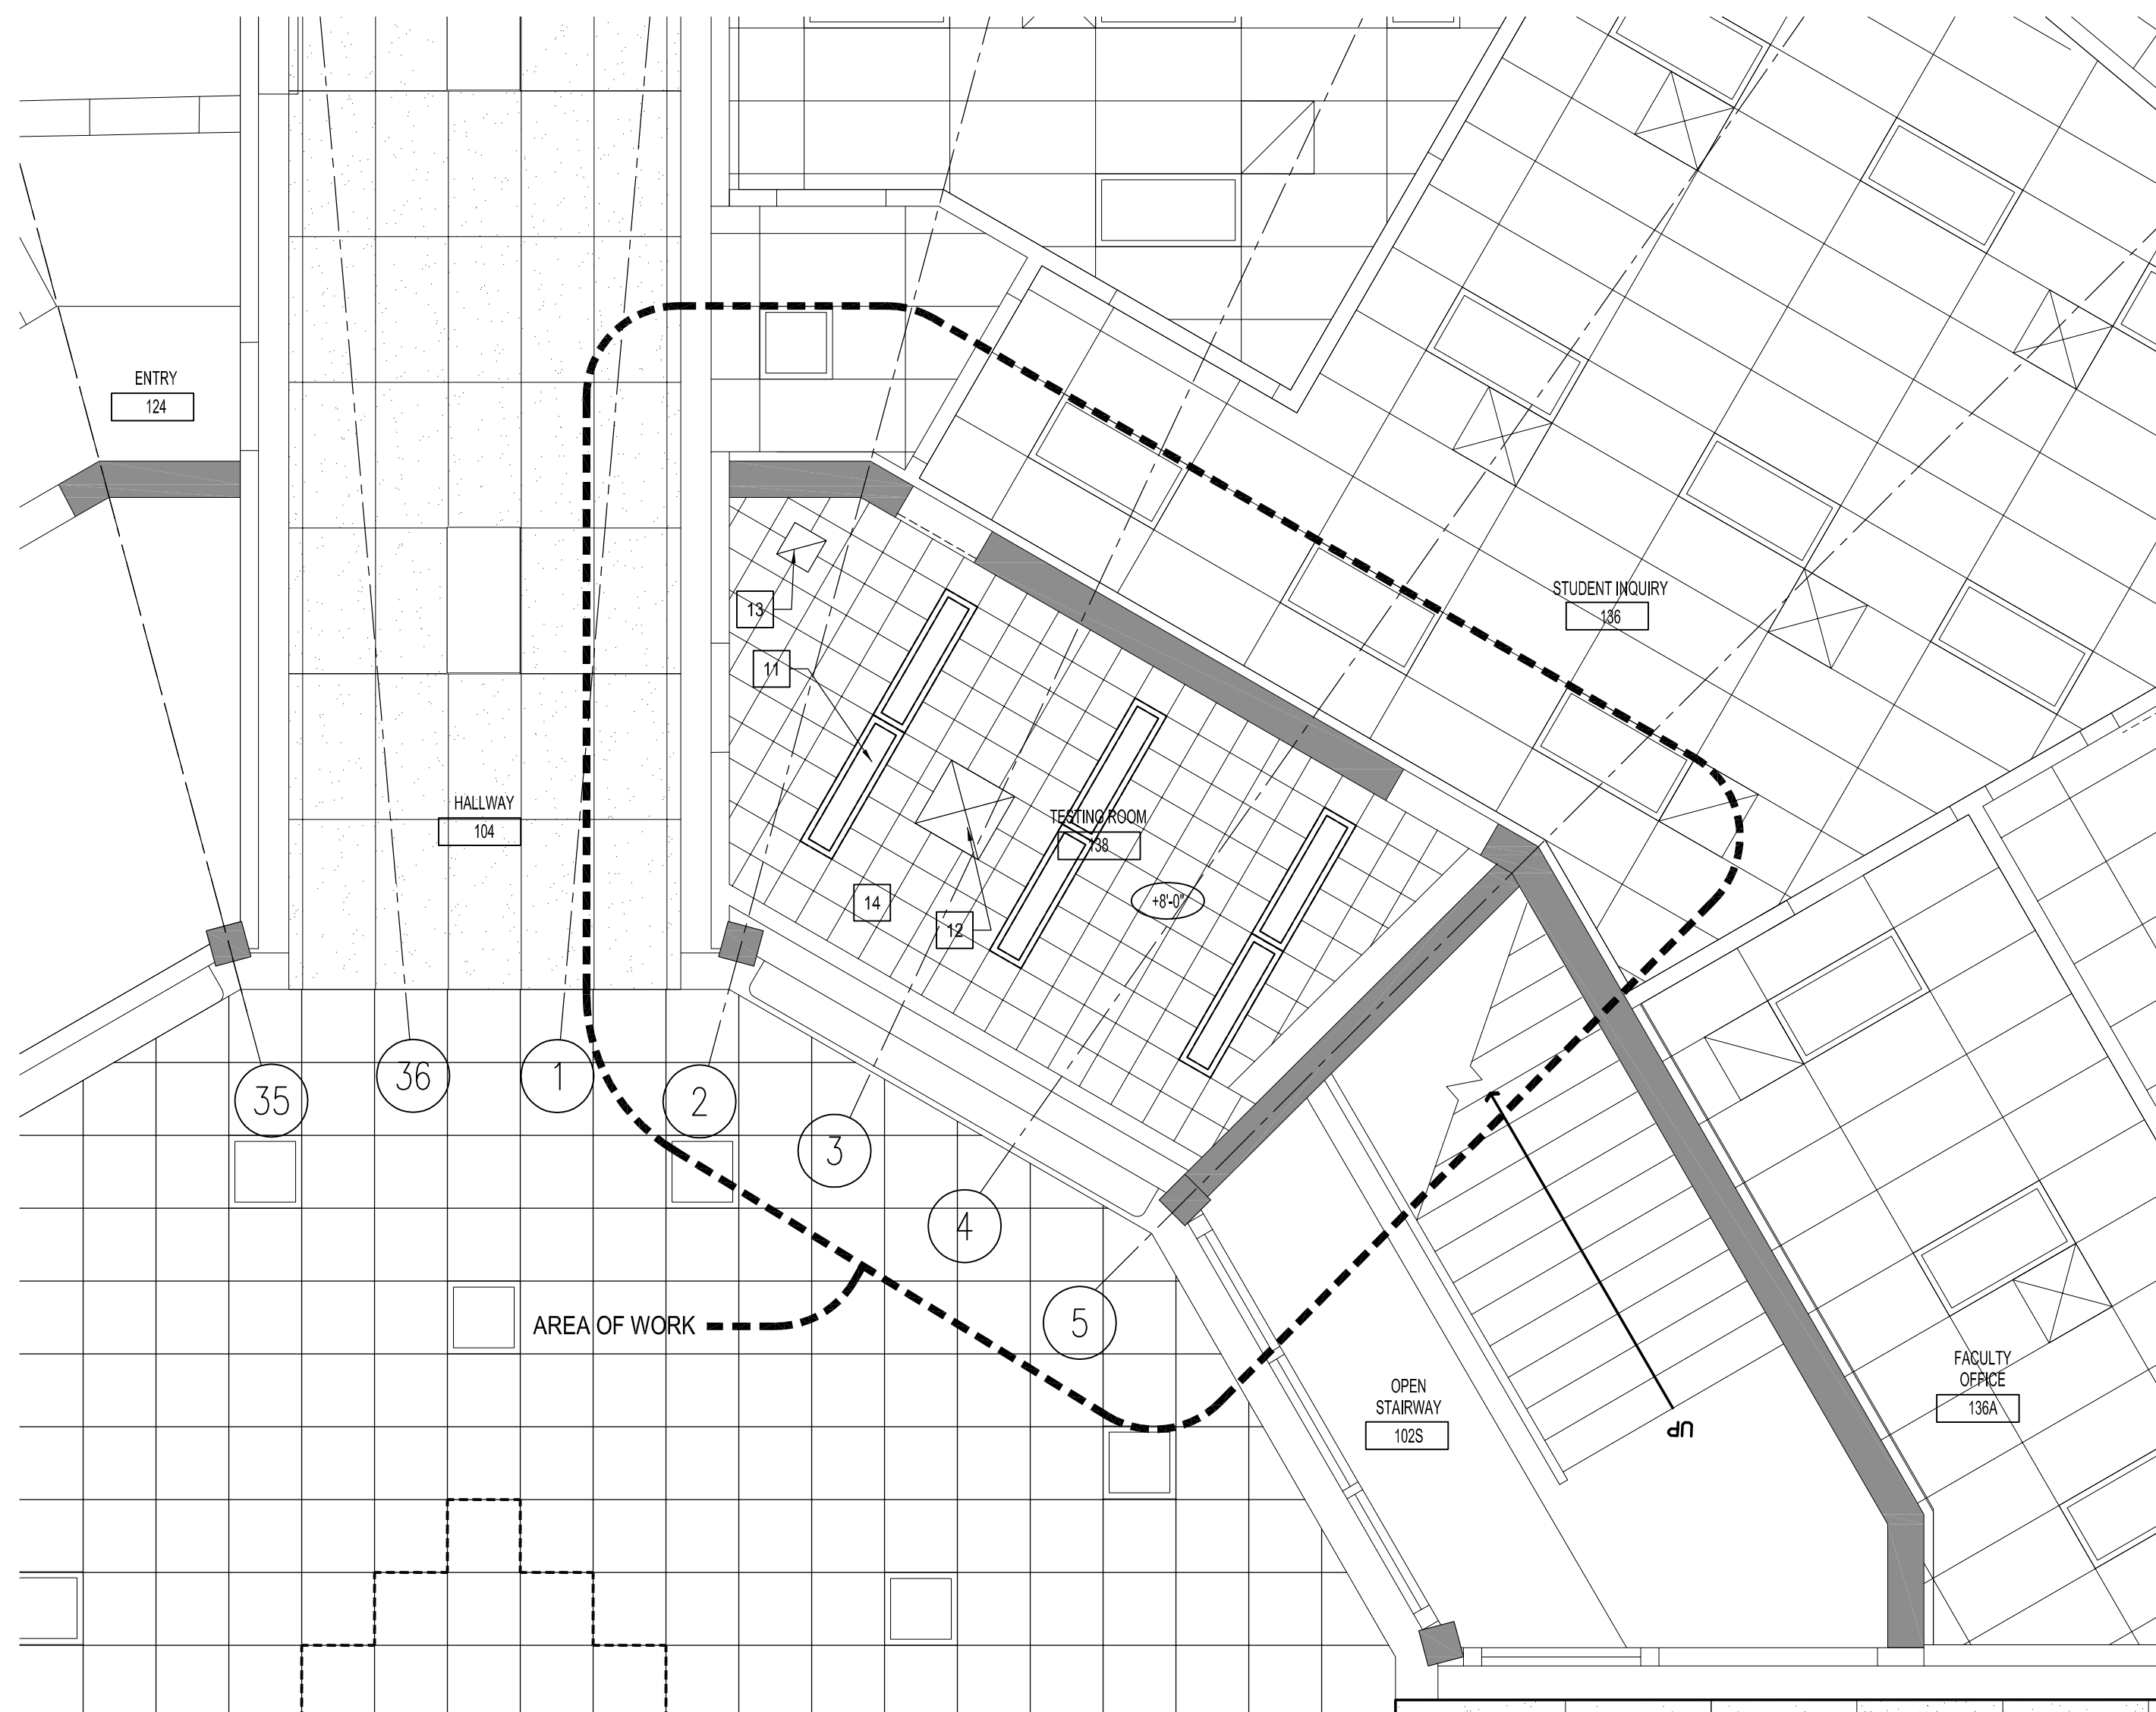 ENTRY
124
STUDENT INQUIRY
136
13
11
HALLWAY
104
TESTING ROOM
138
14
12
+8'-0"
35
36
1
2
3
4
5
AREA OF WORK
OPEN
STAIRWAY
102S
UP
FACULTY
OFFICE
136A